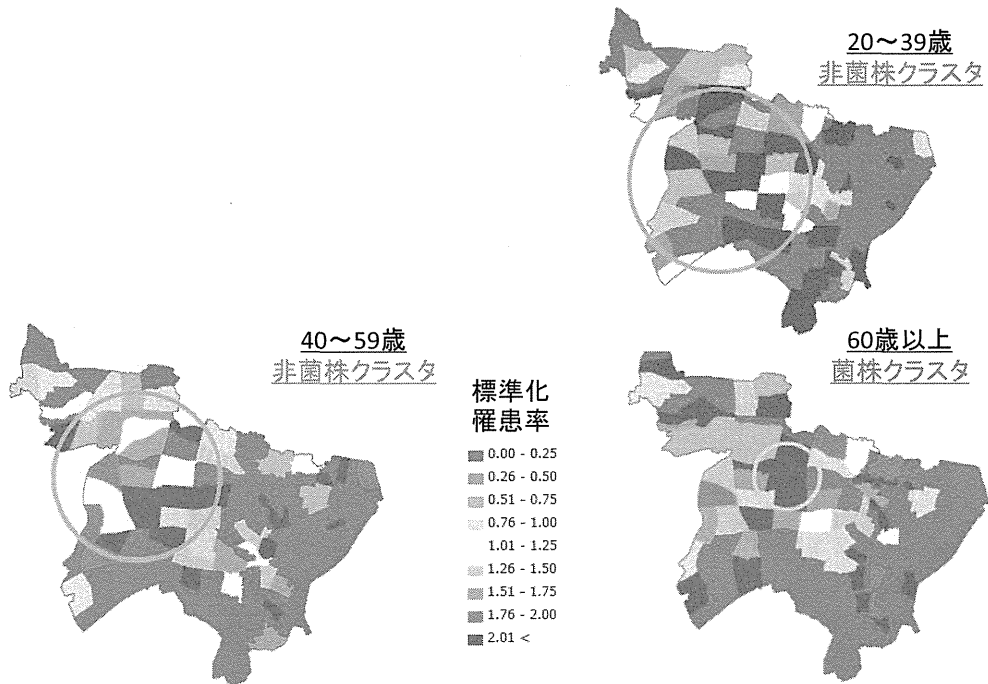 20～39歳
非菌株クラスタ
40～59歳
非菌株クラスタ
60歳以上
菌株クラスタ
標準化
罹患率
0.00 - 0.25
0.26 - 0.50
0.51 - 0.75
0.76 - 1.00
1.01 - 1.25
1.26 - 1.50
1.51 - 1.75
1.76 - 2.00
2.01 <